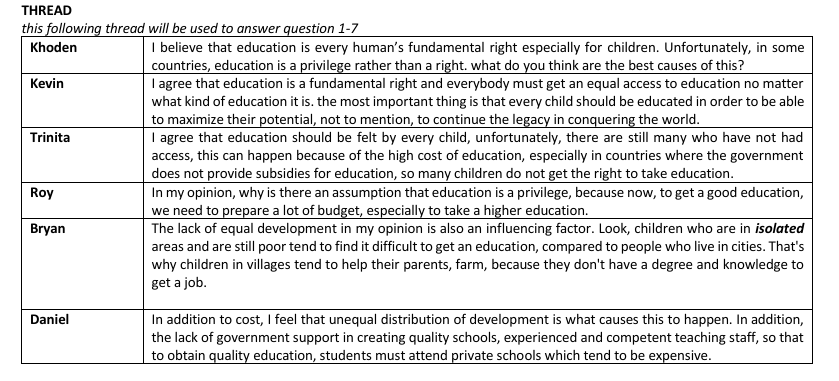 THREAD
this following thread will be used to answer question 1-7
Khoden I believe that education is every human’s fundamental right especially for children. Unfortunately, in some
countries, education is a privilege rather than a right. what do you think are the best causes of this?
Kevin I agree that education is a fundamental right and everybody must get an equal access to education no matter
what kind of education it is. the most important thing is that every child should be educated in order to be able
to maximize their potential, not to mention, to continue the legacy in conquering the world.
Trinita I agree that education should be felt by every child, unfortunately, there are still many who have not had
access, this can happen because of the high cost of education, especially in countries where the government
does not provide subsidies for education, so many children do not get the right to take education.
Roy In my opinion, why is there an assumption that education is a privilege, because now, to get a good education,
we need to prepare a lot of budget, especially to take a higher education.
Bryan The lack of equal development in my opinion is also an influencing factor. Look, children who are in isolated
areas and are still poor tend to find it difficult to get an education, compared to people who live in cities. That's
why children in villages tend to help their parents, farm, because they don't have a degree and knowledge to
get a job.
Daniel In addition to cost, I feel that unequal distribution of development is what causes this to happen. In addition,
the lack of government support in creating quality schools, experienced and competent teaching staff, so that
to obtain quality education, students must attend private schools which tend to be expensive.